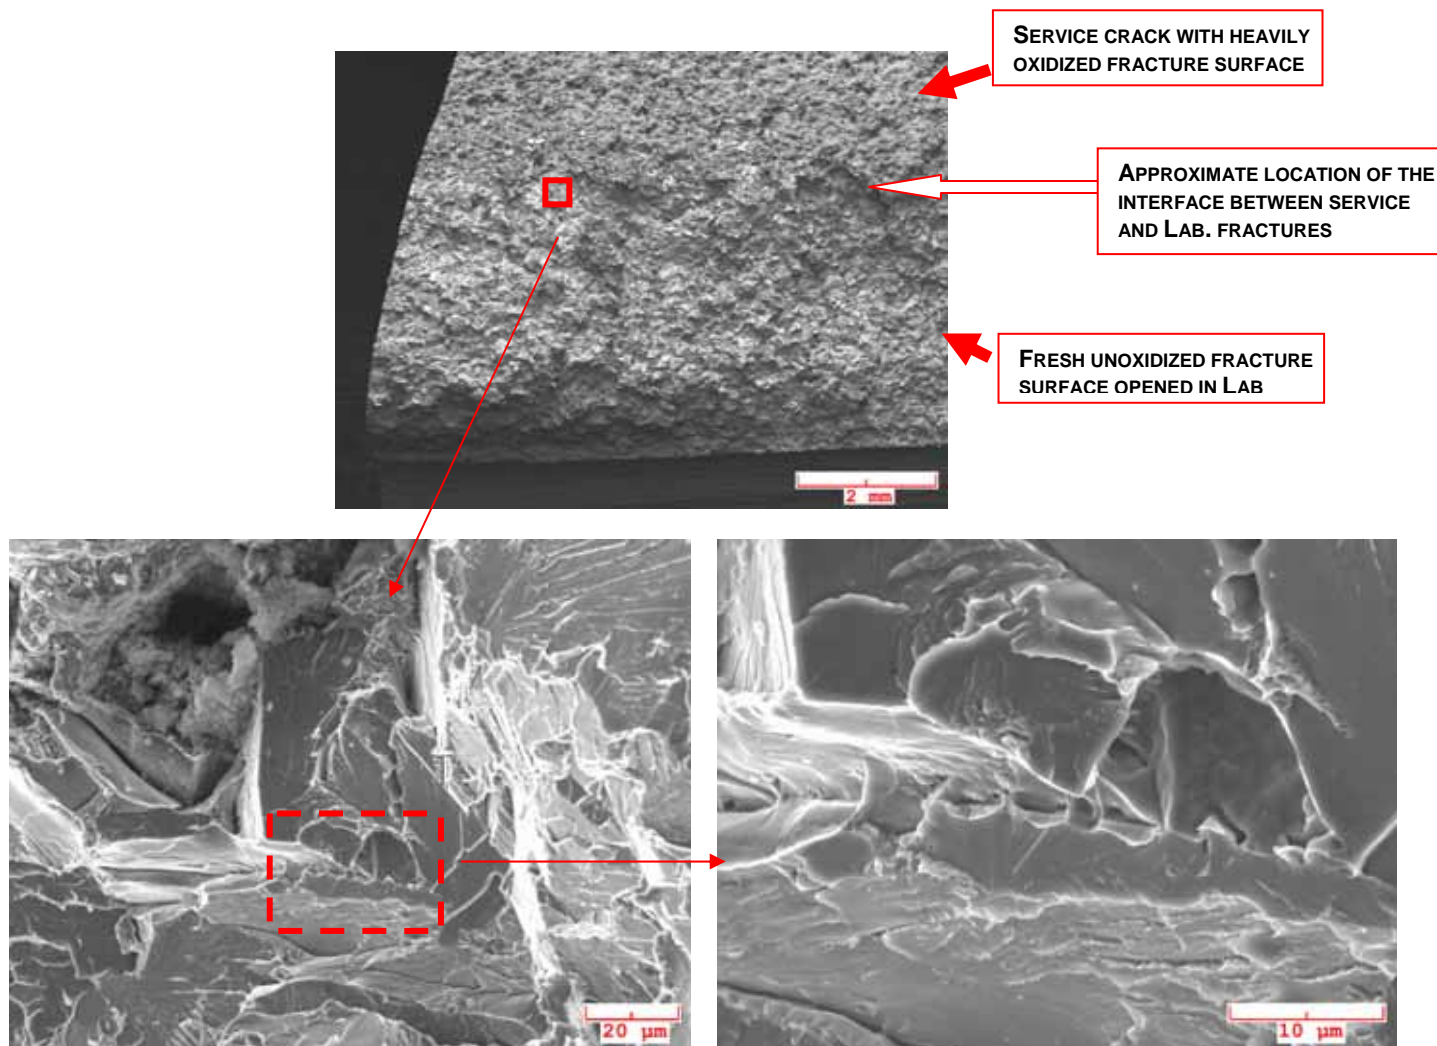 SERVICE CRACK WITH HEAVILY
OXIDIZED FRACTURE SURFACE
APPROXIMATE LOCATION OF THE
INTERFACE BETWEEN SERVICE
AND LAB. FRACTURES
FRESH UNOXIDIZED FRACTURE
SURFACE OPENED IN LAB
2 mm
20 µm
10 µm